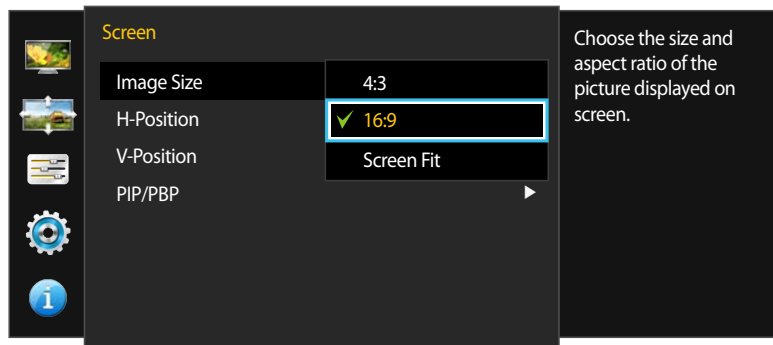 Screen
Image Size
4:3
H-Position
16:9
V-Position
Screen Fit
PIP/PBP
Choose the size and
aspect ratio of the
picture displayed on
screen.